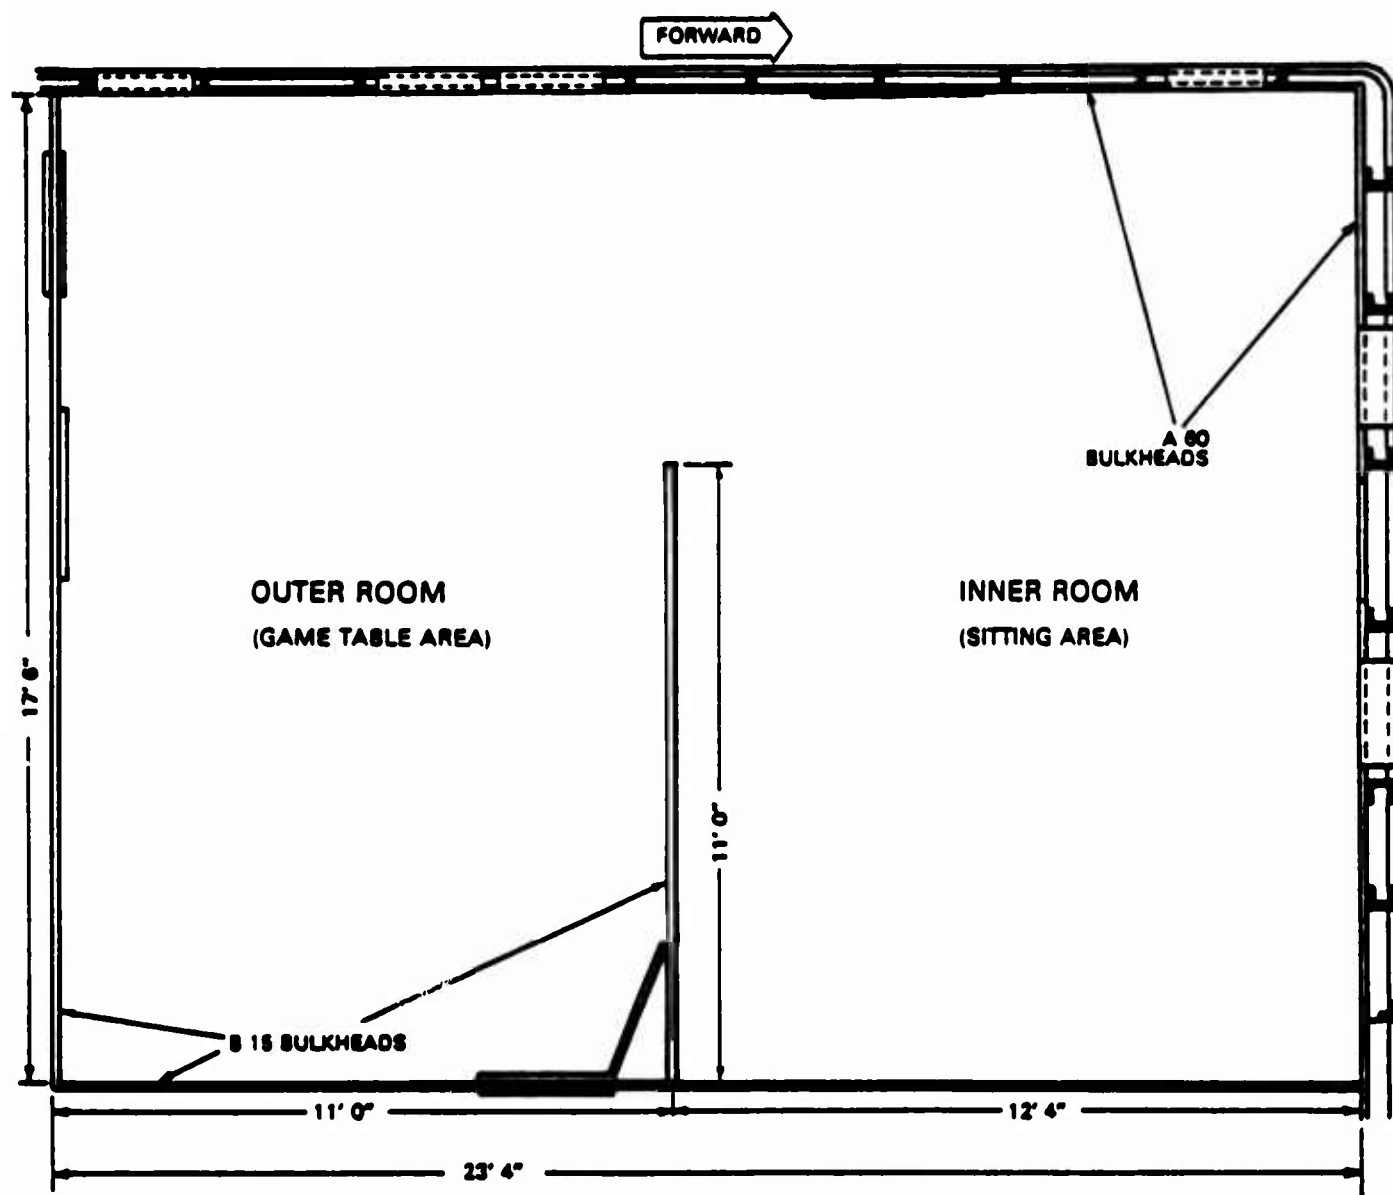 FORWARD
A 60
BULKHEADS
OUTER ROOM
(GAME TABLE AREA)
INNER ROOM
(SITTING AREA)
17' 6"
11' 0"
B 15 BULKHEADS
11' 0"
12' 4"
23' 4"